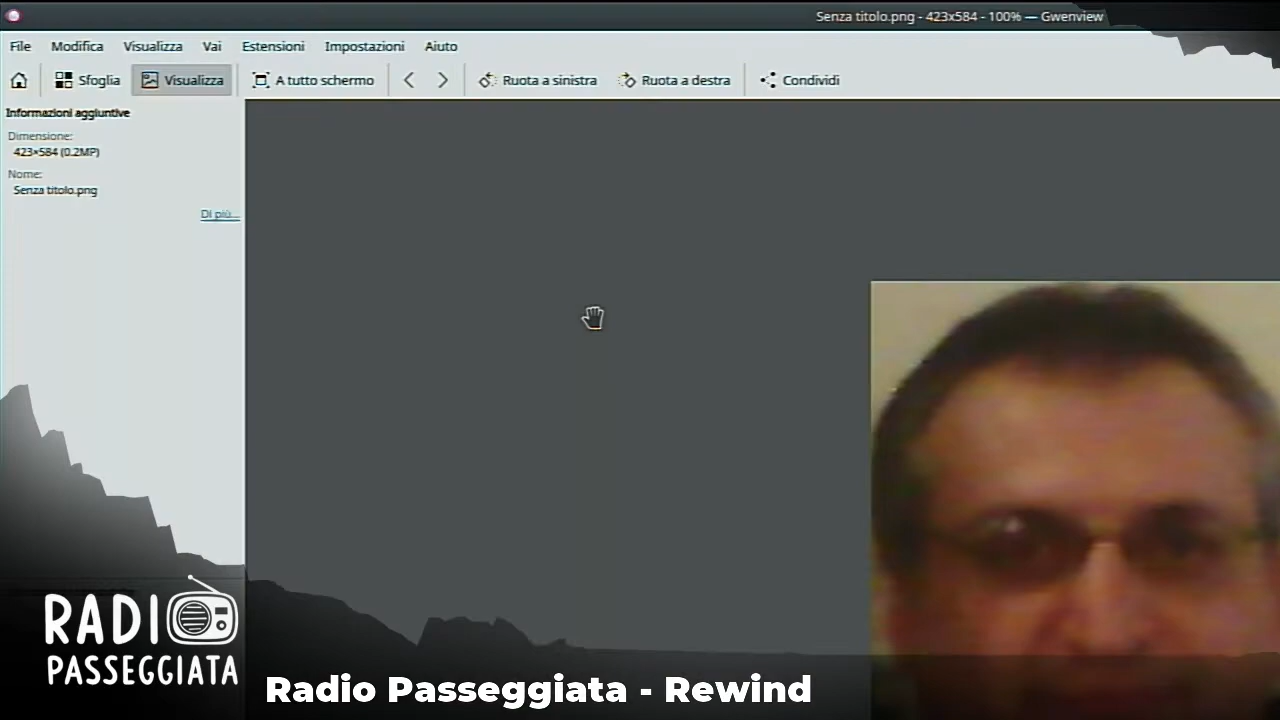 Senza titolo.png - 423x584 - 100% — Gwenview
File Modifica Visualizza Vai Estensioni Impostazioni Aiuto
Sfoglia Visualizza A tutto schermo Ruota a sinistra Ruota a destra Condividi
Informazioni aggiuntive
Dimensione:
423×584 (0.2MP)
Nome:
Senza titolo.png
Di più...
RADIO
PASSEGGIATA
Radio Passeggiata - Rewind